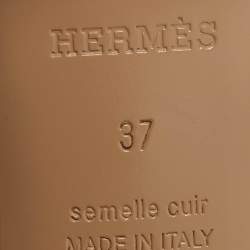 HERMÈS
37
semelle cuir
MADE IN ITALY